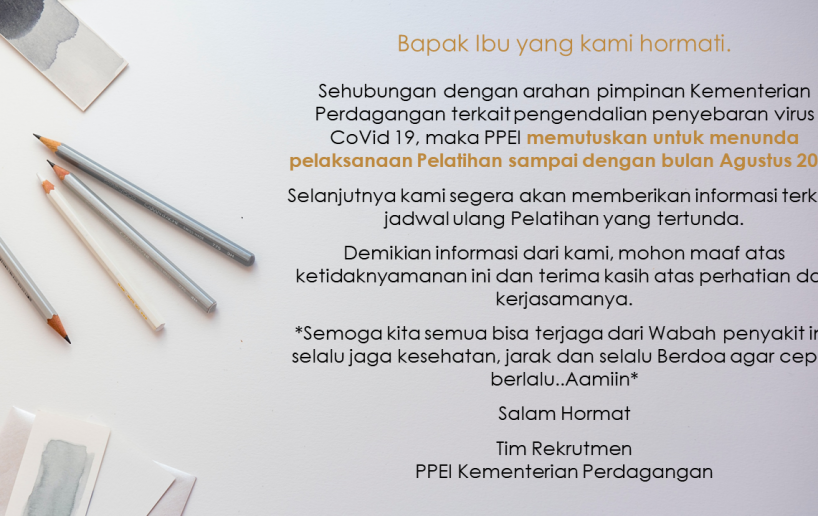 Bapak Ibu yang kami hormati.
Sehubungan dengan arahan pimpinan Kementerian
Perdagangan terkait pengendalian penyebaran virus
CoVid 19, maka PPEI memutuskan untuk menunda
pelaksanaan Pelatihan sampai dengan bulan Agustus
Selanjutnya kami segera akan memberikan informasi
jadwal ulang Pelatihan yang tertunda.
Demikian informasi dari kami, mohon maaf atas
ketidaknyamanan ini dan terima kasih atas perhatian
kerjasamanya.
*Semoga kita semua bisa terjaga dari Wabah penyakit
selalu jaga kesehatan, jarak dan selalu Berdoa agar
berlalu..Aamiin*
Salam Hormat
Tim Rekrutmen
PPEI Kementerian Perdagangan